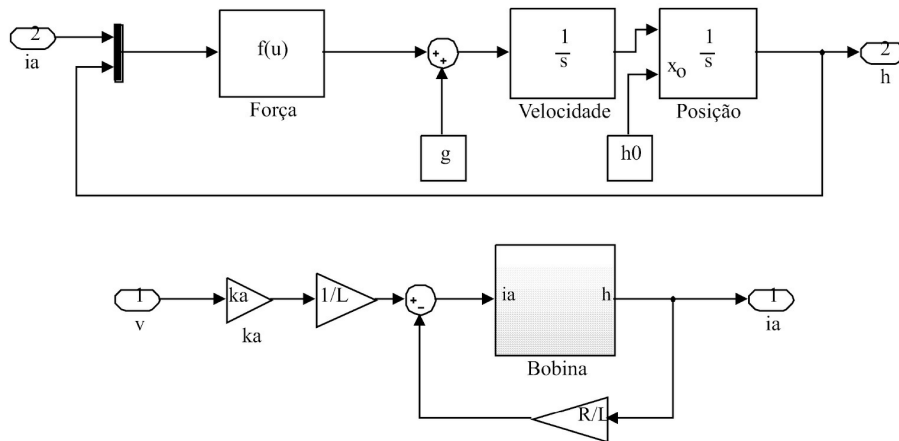 2
ia
f(u)
Força
+
+
g
1
s
Velocidade
xo
1
s
h0
Posição
2
h
1
v
ka
ka
1/L
+
-
ia
h
Bobina
R/L
1
ia